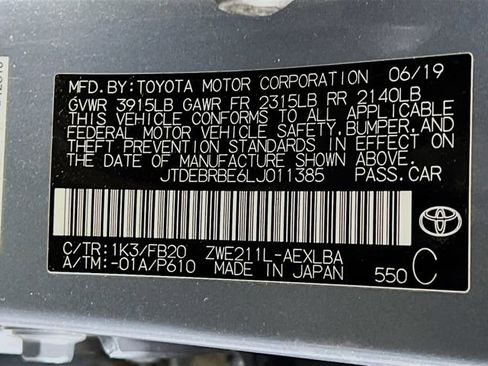 MFD. BY: TOYOTA MOTOR CORPORATION 06/19
GVWR 3915LB GAWR FR 2315LB RR 2140LB
THIS VEHICLE CONFORMS TO ALL APPLICABLE
FEDERAL MOTOR VEHICLE SAFETY, BUMPER, AND
THEFT PREVENTION STANDARDS IN EFFECT ON
THE DATE OF MANUFACTURE SHOWN ABOVE.
JTDEBRBE6LJ011385 PASS. CAR
C/TR: 1K3/FB20 ZWE211L-AEXLBA
A/TM: -01A/P610 MADE IN JAPAN 550 C